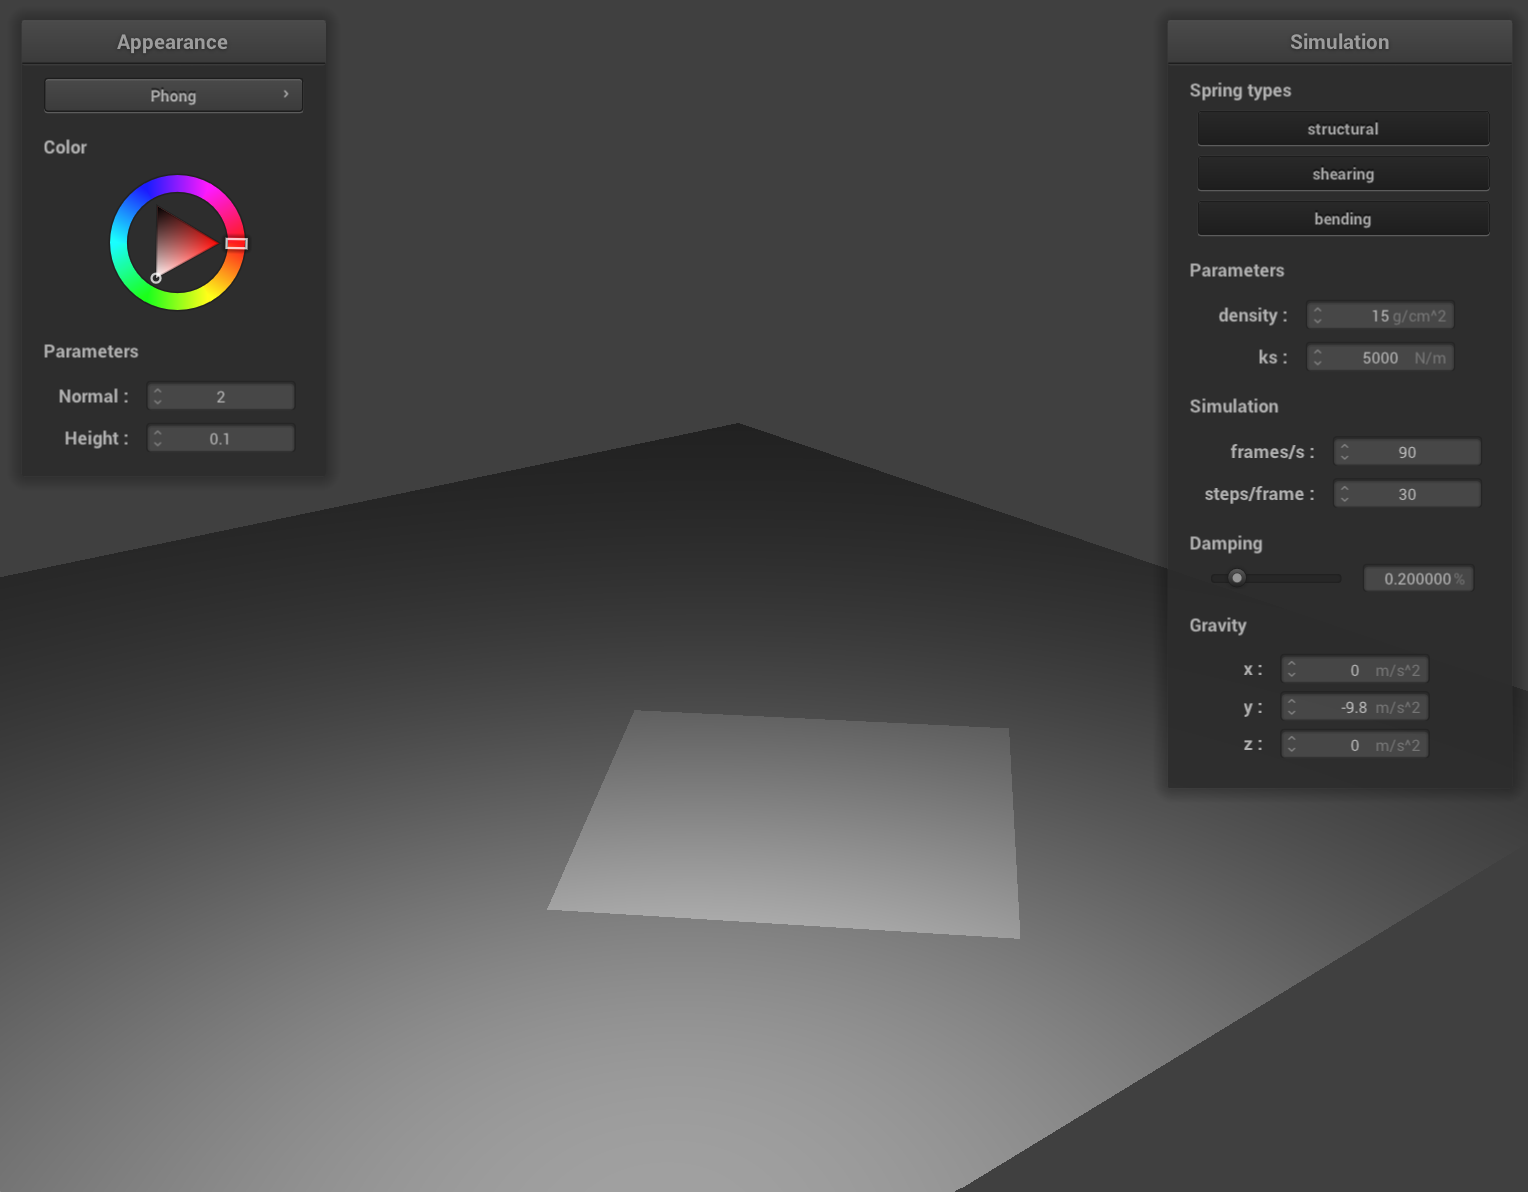 Appearance
Phong
Color
Parameters
Normal : 2
Height : 0.1
Simulation
Spring types
structural
shearing
bending
Parameters
density : 15 g/cm^2
ks : 5000 N/m
Simulation
frames/s : 90
steps/frame : 30
Damping
0.200000 %
Gravity
x : 0 m/s^2
y : -9.8 m/s^2
z : 0 m/s^2